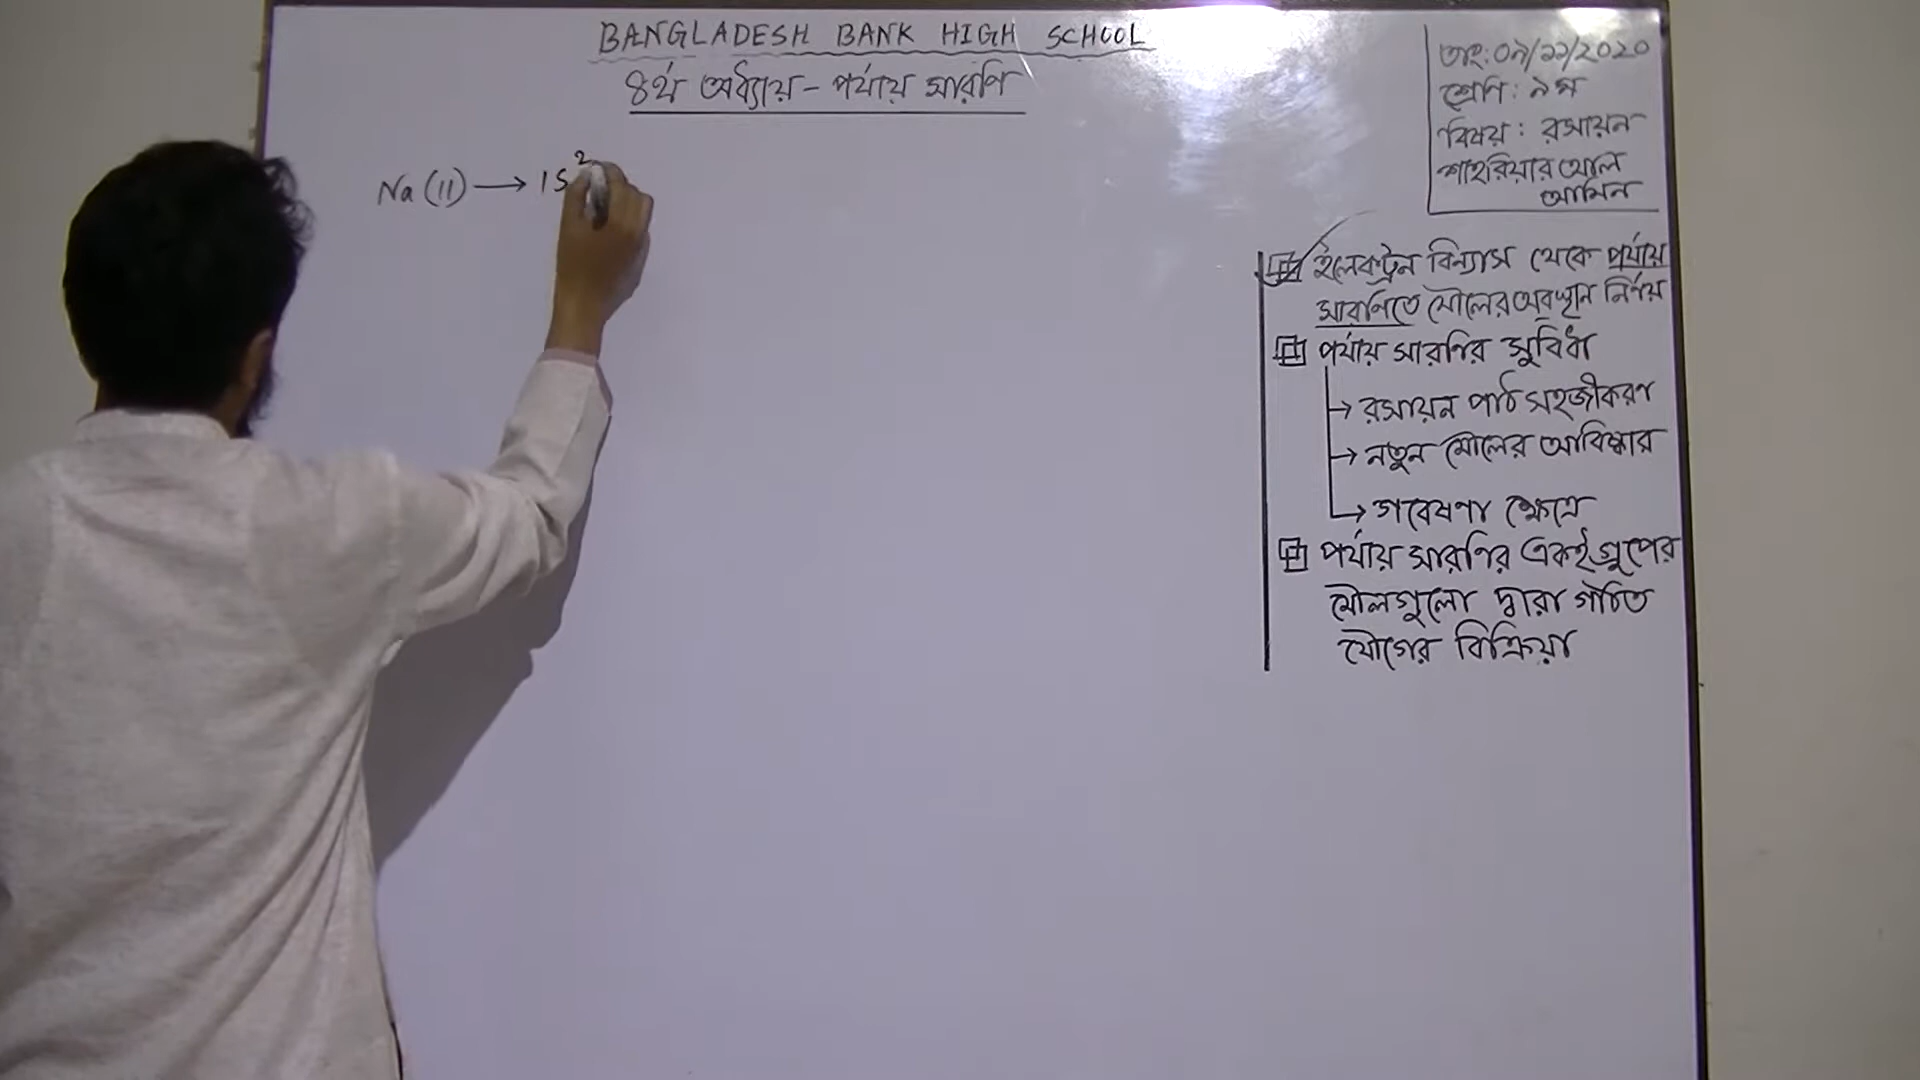 BANGLADESH BANK HIGH SCHOOL
৪র্থ অধ্যায় - পর্যায় সারণি
তাং: ০৯/১১/২০২০
শ্রেণি: ৯ম
বিষয়: রসায়ন
শাহরিয়ার আল
আমিন
Na (11) → 1s²
ইলেকট্রন বিন্যাস থেকে পর্যায়
সারণিতে মৌলের অবস্থান নির্ণয়
পর্যায় সারণির সুবিধা
→ রসায়ন পাঠ সহজীকরণ
→ নতুন মৌলের আবিষ্কার
→ গবেষণা ক্ষেত্রে
পর্যায় সারণির একই গ্রুপের
মৌলগুলো দ্বারা গঠিত
যৌগের বিক্রিয়া